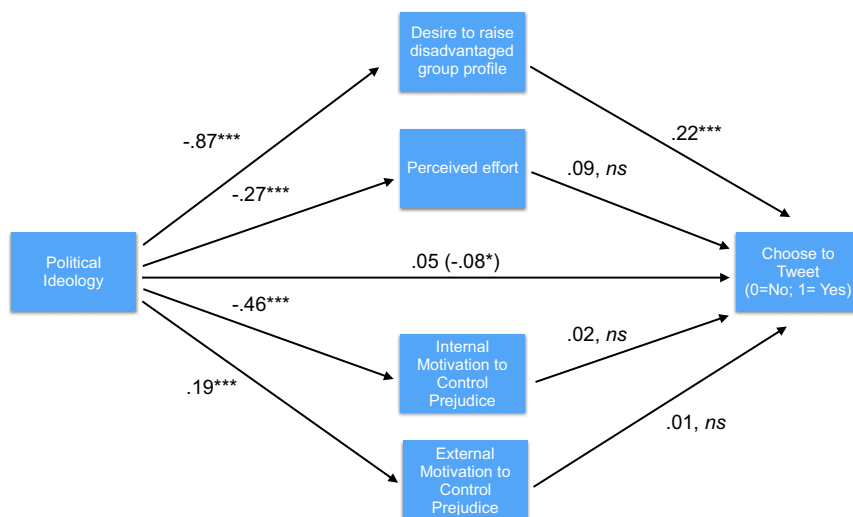 Desire to raise
disadvantaged
group profile
-.87***
.22***
Perceived effort
.09, ns
-.27***
Political
Ideology
.05 (-.08*)
Choose to
Tweet
(0=No; 1= Yes)
-.46***
Internal
Motivation to
Control
Prejudice
.02, ns
.19***
.01, ns
External
Motivation to
Control
Prejudice